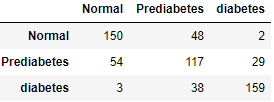 Normal Prediabetes diabetes
Normal 150 48 2
Prediabetes 54 117 29
diabetes 3 38 159